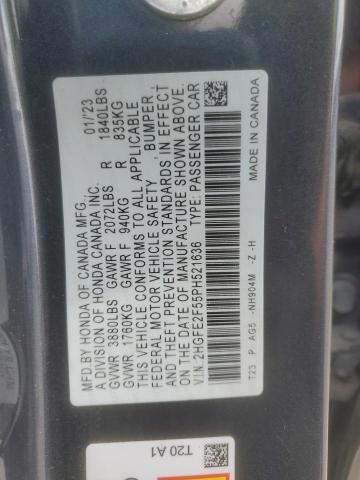 MFD.BY HONDA OF CANADA MFG. 01/'23
A DIVISION OF HONDA CANADA INC.
GVWR 3880LBS GAWR F 2072LBS R 1840LBS
GVWR 1760KG GAWR F 940KG R 835KG
THIS VEHICLE CONFORMS TO ALL APPLICABLE
FEDERAL MOTOR VEHICLE SAFETY, BUMPER,
AND THEFT PREVENTION STANDARDS IN EFFECT
ON THE DATE OF MANUFACTURE SHOWN ABOVE.
V.I.N.:2HGFE2F55PH521636 TYPE:PASSENGER CAR
T23 P AG5 -NH904M -Z -H MADE IN CANADA
T20 A1